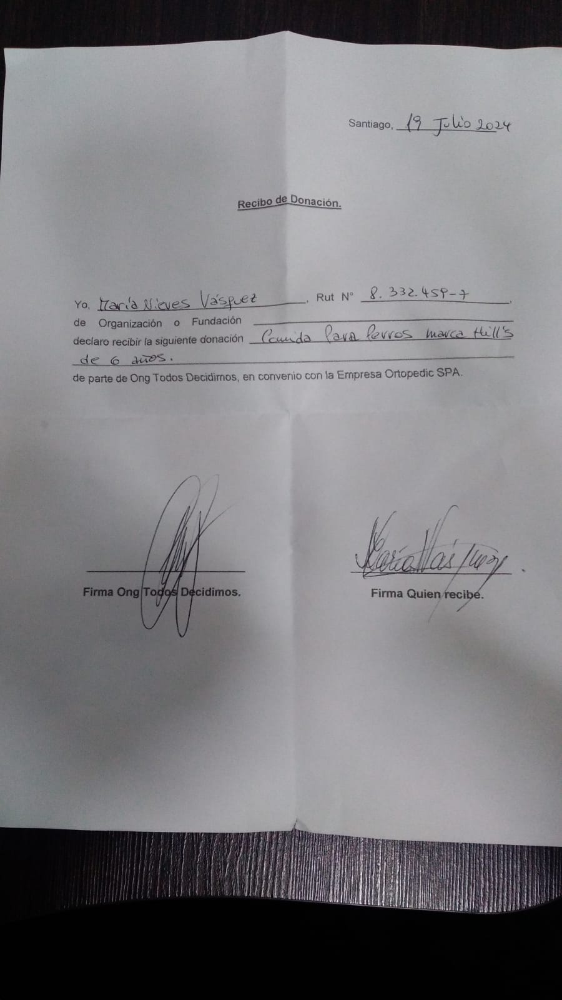 Santiago, 19 Julio 2024
Recibo de Donación.
Yo, María Nieves Vásquez, Rut N° 8.332.459-7,
de Organización o Fundación
declaro recibir la siguiente donación Comida Para Perros marca Hill's
de 6 años.
de parte de Ong Todos Decidimos, en convenio con la Empresa Ortopedic SPA.
María Vásquez
Firma Ong Todos Decidimos. Firma Quien recibe.